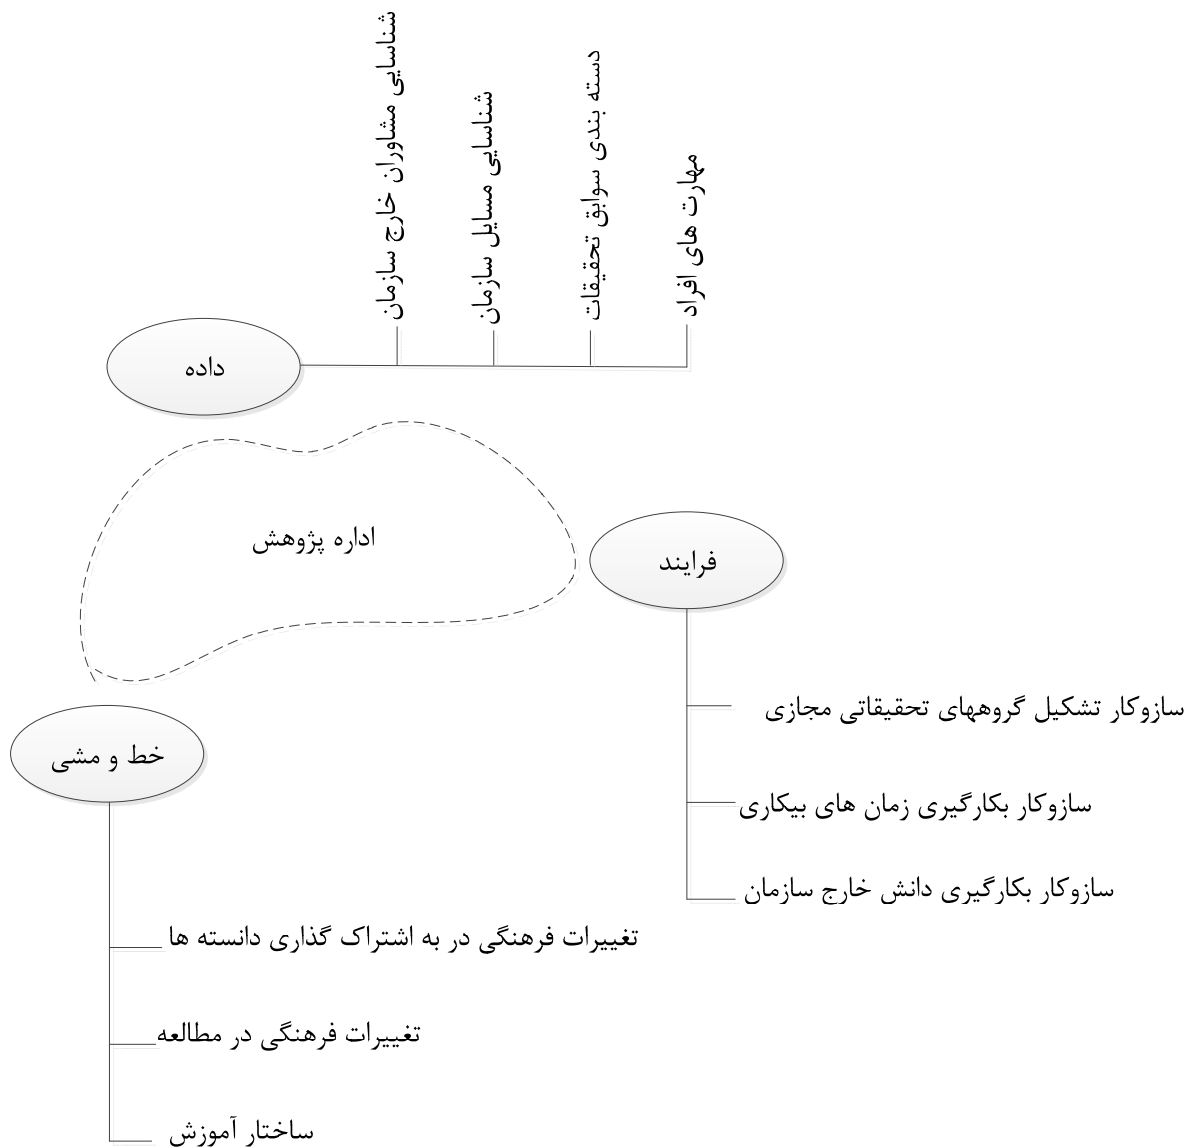 شناسایی مشاوران خارج سازمان
شناسایی مسایل سازمان
دسته بندی سوابق تحقیقات
مهارت های افراد
داده
اداره پژوهش
فرایند
سازوکار تشکیل گروههای تحقیقاتی مجازی
سازوکار بکارگیری زمان های بیکاری
سازوکار بکارگیری دانش خارج سازمان
خط و مشی
تغییرات فرهنگی در به اشتراک گذاری دانسته ها
تغییرات فرهنگی در مطالعه
ساختار آموزش